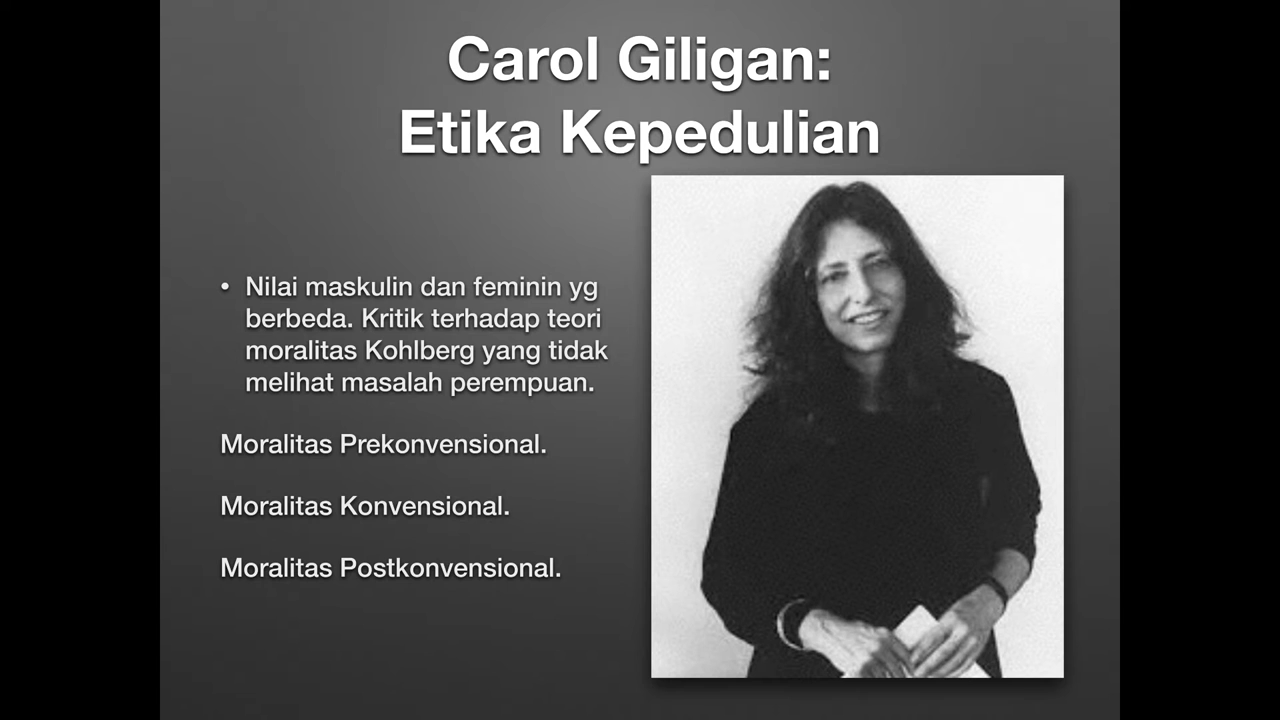 Carol Giligan:
Etika Kepedulian
• Nilai maskulin dan feminin yg
berbeda. Kritik terhadap teori
moralitas Kohlberg yang tidak
melihat masalah perempuan.
Moralitas Prekonvensional.
Moralitas Konvensional.
Moralitas Postkonvensional.